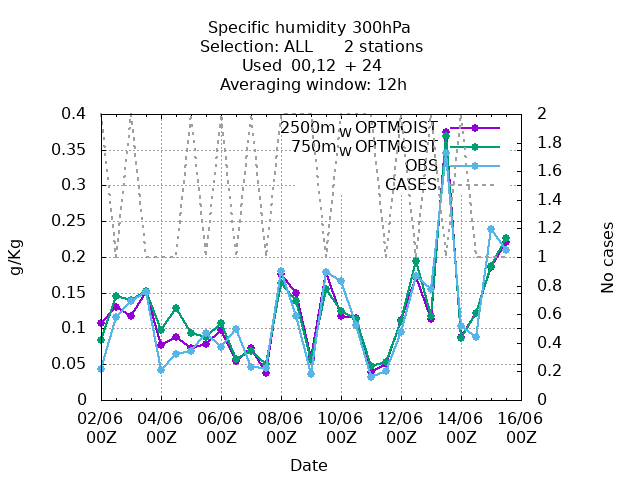 Specific humidity 300hPa
Selection: ALL 2 stations
Used 00,12 + 24
Averaging window: 12h
2500m_W_OPTMOIST
750m_W_OPTMOIST
OBS
CASES
g/Kg
0.4
0.35
0.3
0.25
0.2
0.15
0.1
0.05
0
2
1.8
1.6
1.4
1.2
1
0.8
0.6
0.4
0.2
0
No cases
02/06 04/06 06/06 08/06 10/06 12/06 14/06 16/06
00Z 00Z 00Z 00Z 00Z 00Z 00Z 00Z
Date